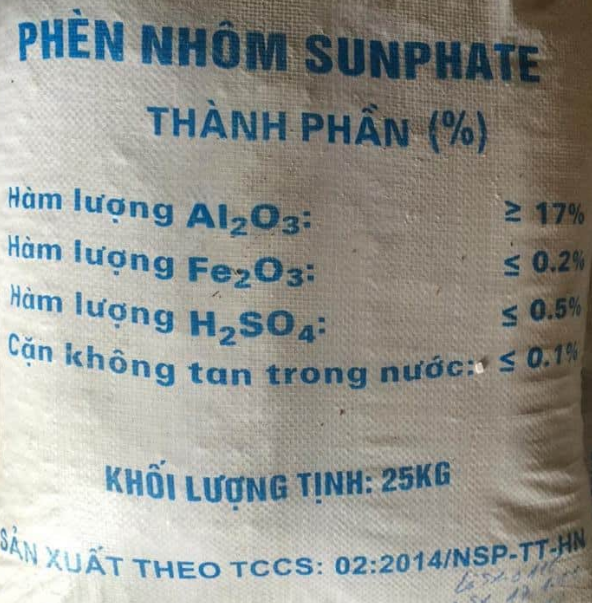 PHÈN NHÔM SUNPHATE
THÀNH PHẦN (%)
Hàm lượng Al₂O₃: ≥ 17%
Hàm lượng Fe₂O₃: ≤ 0.2%
Hàm lượng H₂SO₄: ≤ 0.5%
Cặn không tan trong nước: ≤ 0.1%
KHỐI LƯỢNG TỊNH: 25KG
SẢN XUẤT THEO TCCS: 02:2014/NSP-TT-HN